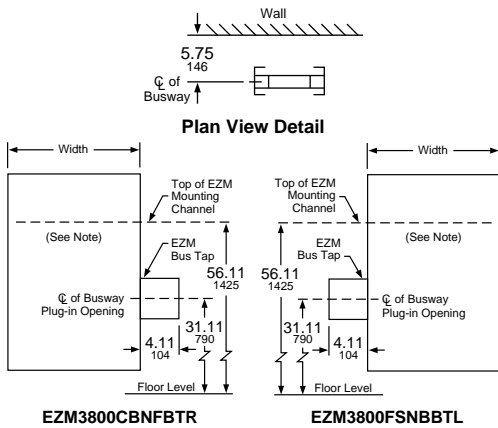 Wall
5.75
146
℄ of
Busway
Plan View Detail
Width
Width
Top of EZM
Mounting
Channel
Top of EZM
Mounting
Channel
(See Note)
(See Note)
EZM
Bus Tap
EZM
Bus Tap
56.11
1425
56.11
1425
℄ of Busway
Plug-in Opening
℄ of Busway
Plug-in Opening
31.11
790
31.11
790
4.11
104
4.11
104
Floor Level
Floor Level
EZM3800CBNFBTR
EZM3800FSNBBTL